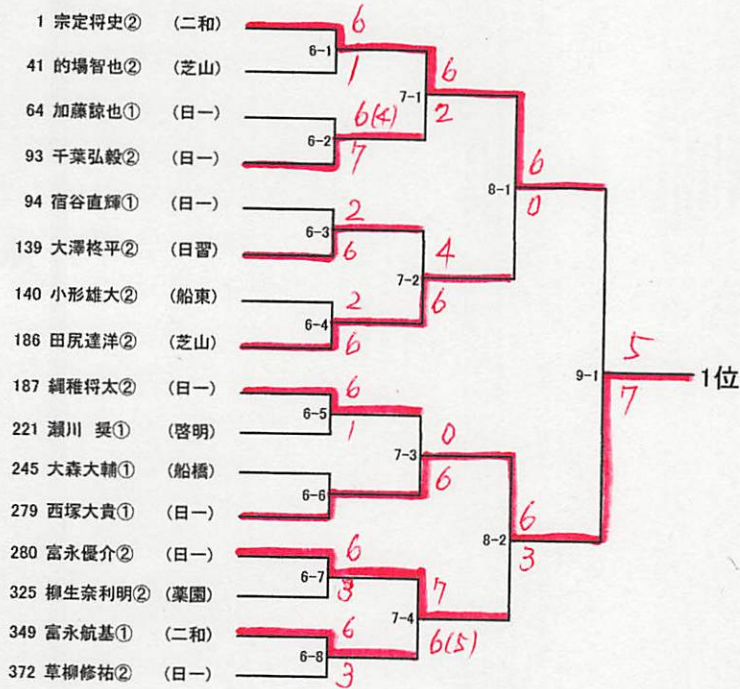 1 宗定将史② (二和)
6
6-1
41 的場智也② (芝山)
1
6
7-1
2
64 加藤諒也① (日一)
6(4)
6-2
93 千葉弘毅② (日一)
7
6
8-1
0
94 宿谷直輝① (日一)
2
6-3
139 大澤柊平② (日習)
6
4
7-2
6
140 小形雄大② (船東)
2
6-4
186 田尻達洋② (芝山)
6
5
9-1
1位
7
187 縄稚将太② (日一)
6
6-5
221 瀬川 奨① (啓明)
1
0
7-3
6
245 大森大輔① (船橋)
6-6
279 西塚大貴① (日一)
6
8-2
3
280 富永優介② (日一)
6
6-7
325 柳生奈利明② (薬園)
3
7
7-4
6(5)
349 富永航基① (二和)
6
6-8
372 草柳修祐② (日一)
3